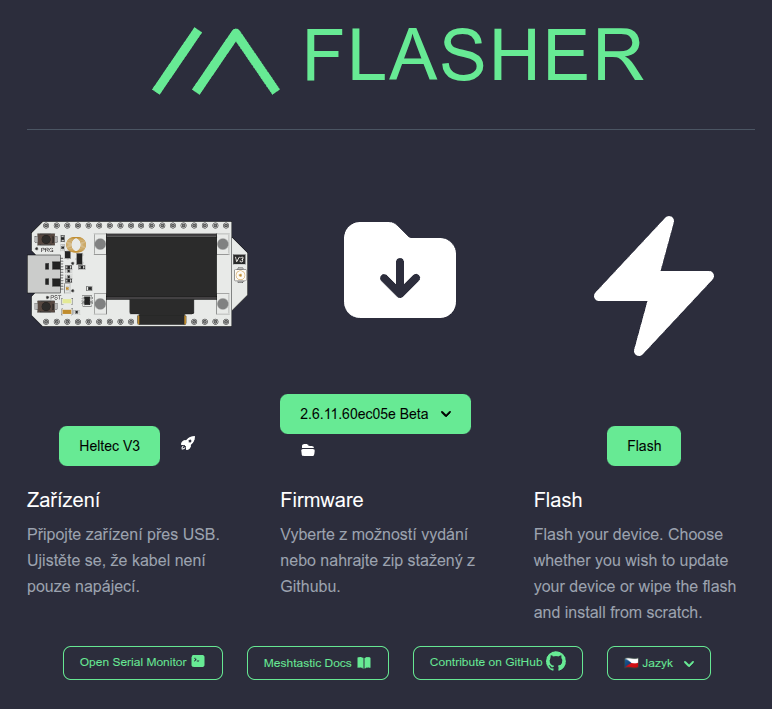 FLASHER
PRG
V3
PST
2.6.11.60ec05e Beta
Heltec V3
Flash
Zařízení
Připojte zařízení přes USB.
Ujistěte se, že kabel není
pouze napájecí.
Firmware
Vyberte z možností vydání
nebo nahrajte zip stažený z
Githubu.
Flash
Flash your device. Choose
whether you wish to update
your device or wipe the flash
and install from scratch.
Open Serial Monitor
Meshtastic Docs
Contribute on GitHub
Jazyk